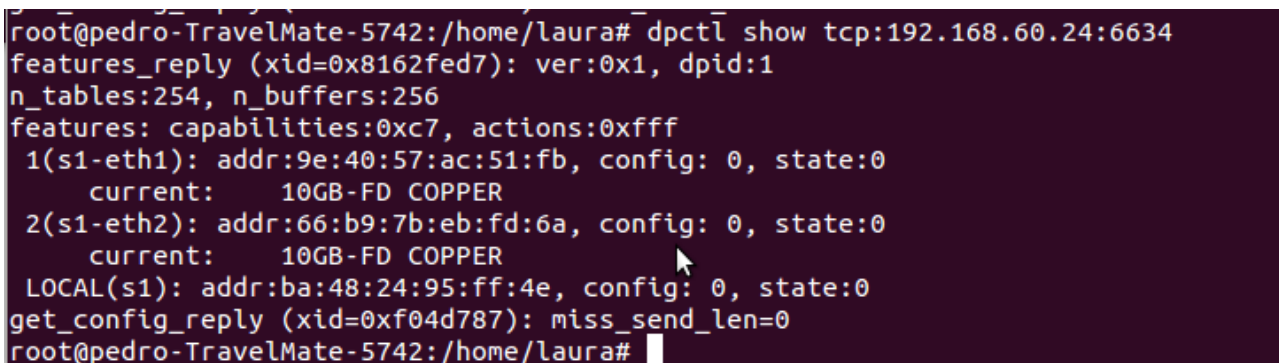 root@pedro-TravelMate-5742:/home/laura# dpctl show tcp:192.168.60.24:6634
features_reply (xid=0x8162fed7): ver:0x1, dpid:1
n_tables:254, n_buffers:256
features: capabilities:0xc7, actions:0xfff
 1(s1-eth1): addr:9e:40:57:ac:51:fb, config: 0, state:0
     current:    10GB-FD COPPER
 2(s1-eth2): addr:66:b9:7b:eb:fd:6a, config: 0, state:0
     current:    10GB-FD COPPER
 LOCAL(s1): addr:ba:48:24:95:ff:4e, config: 0, state:0
get_config_reply (xid=0xf04d787): miss_send_len=0
root@pedro-TravelMate-5742:/home/laura#